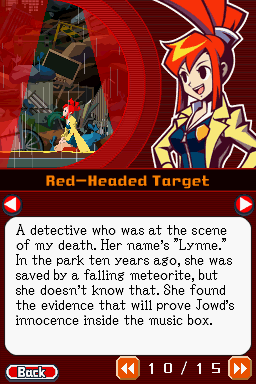 Red-Headed Target
A detective who was at the scene
of my death. Her name's "Lynne."
In the park ten years ago, she was
saved by a falling meteorite, but
she doesn't know that. She found
the evidence that will prove Jowd's
innocence inside the music box.
Back
10/15